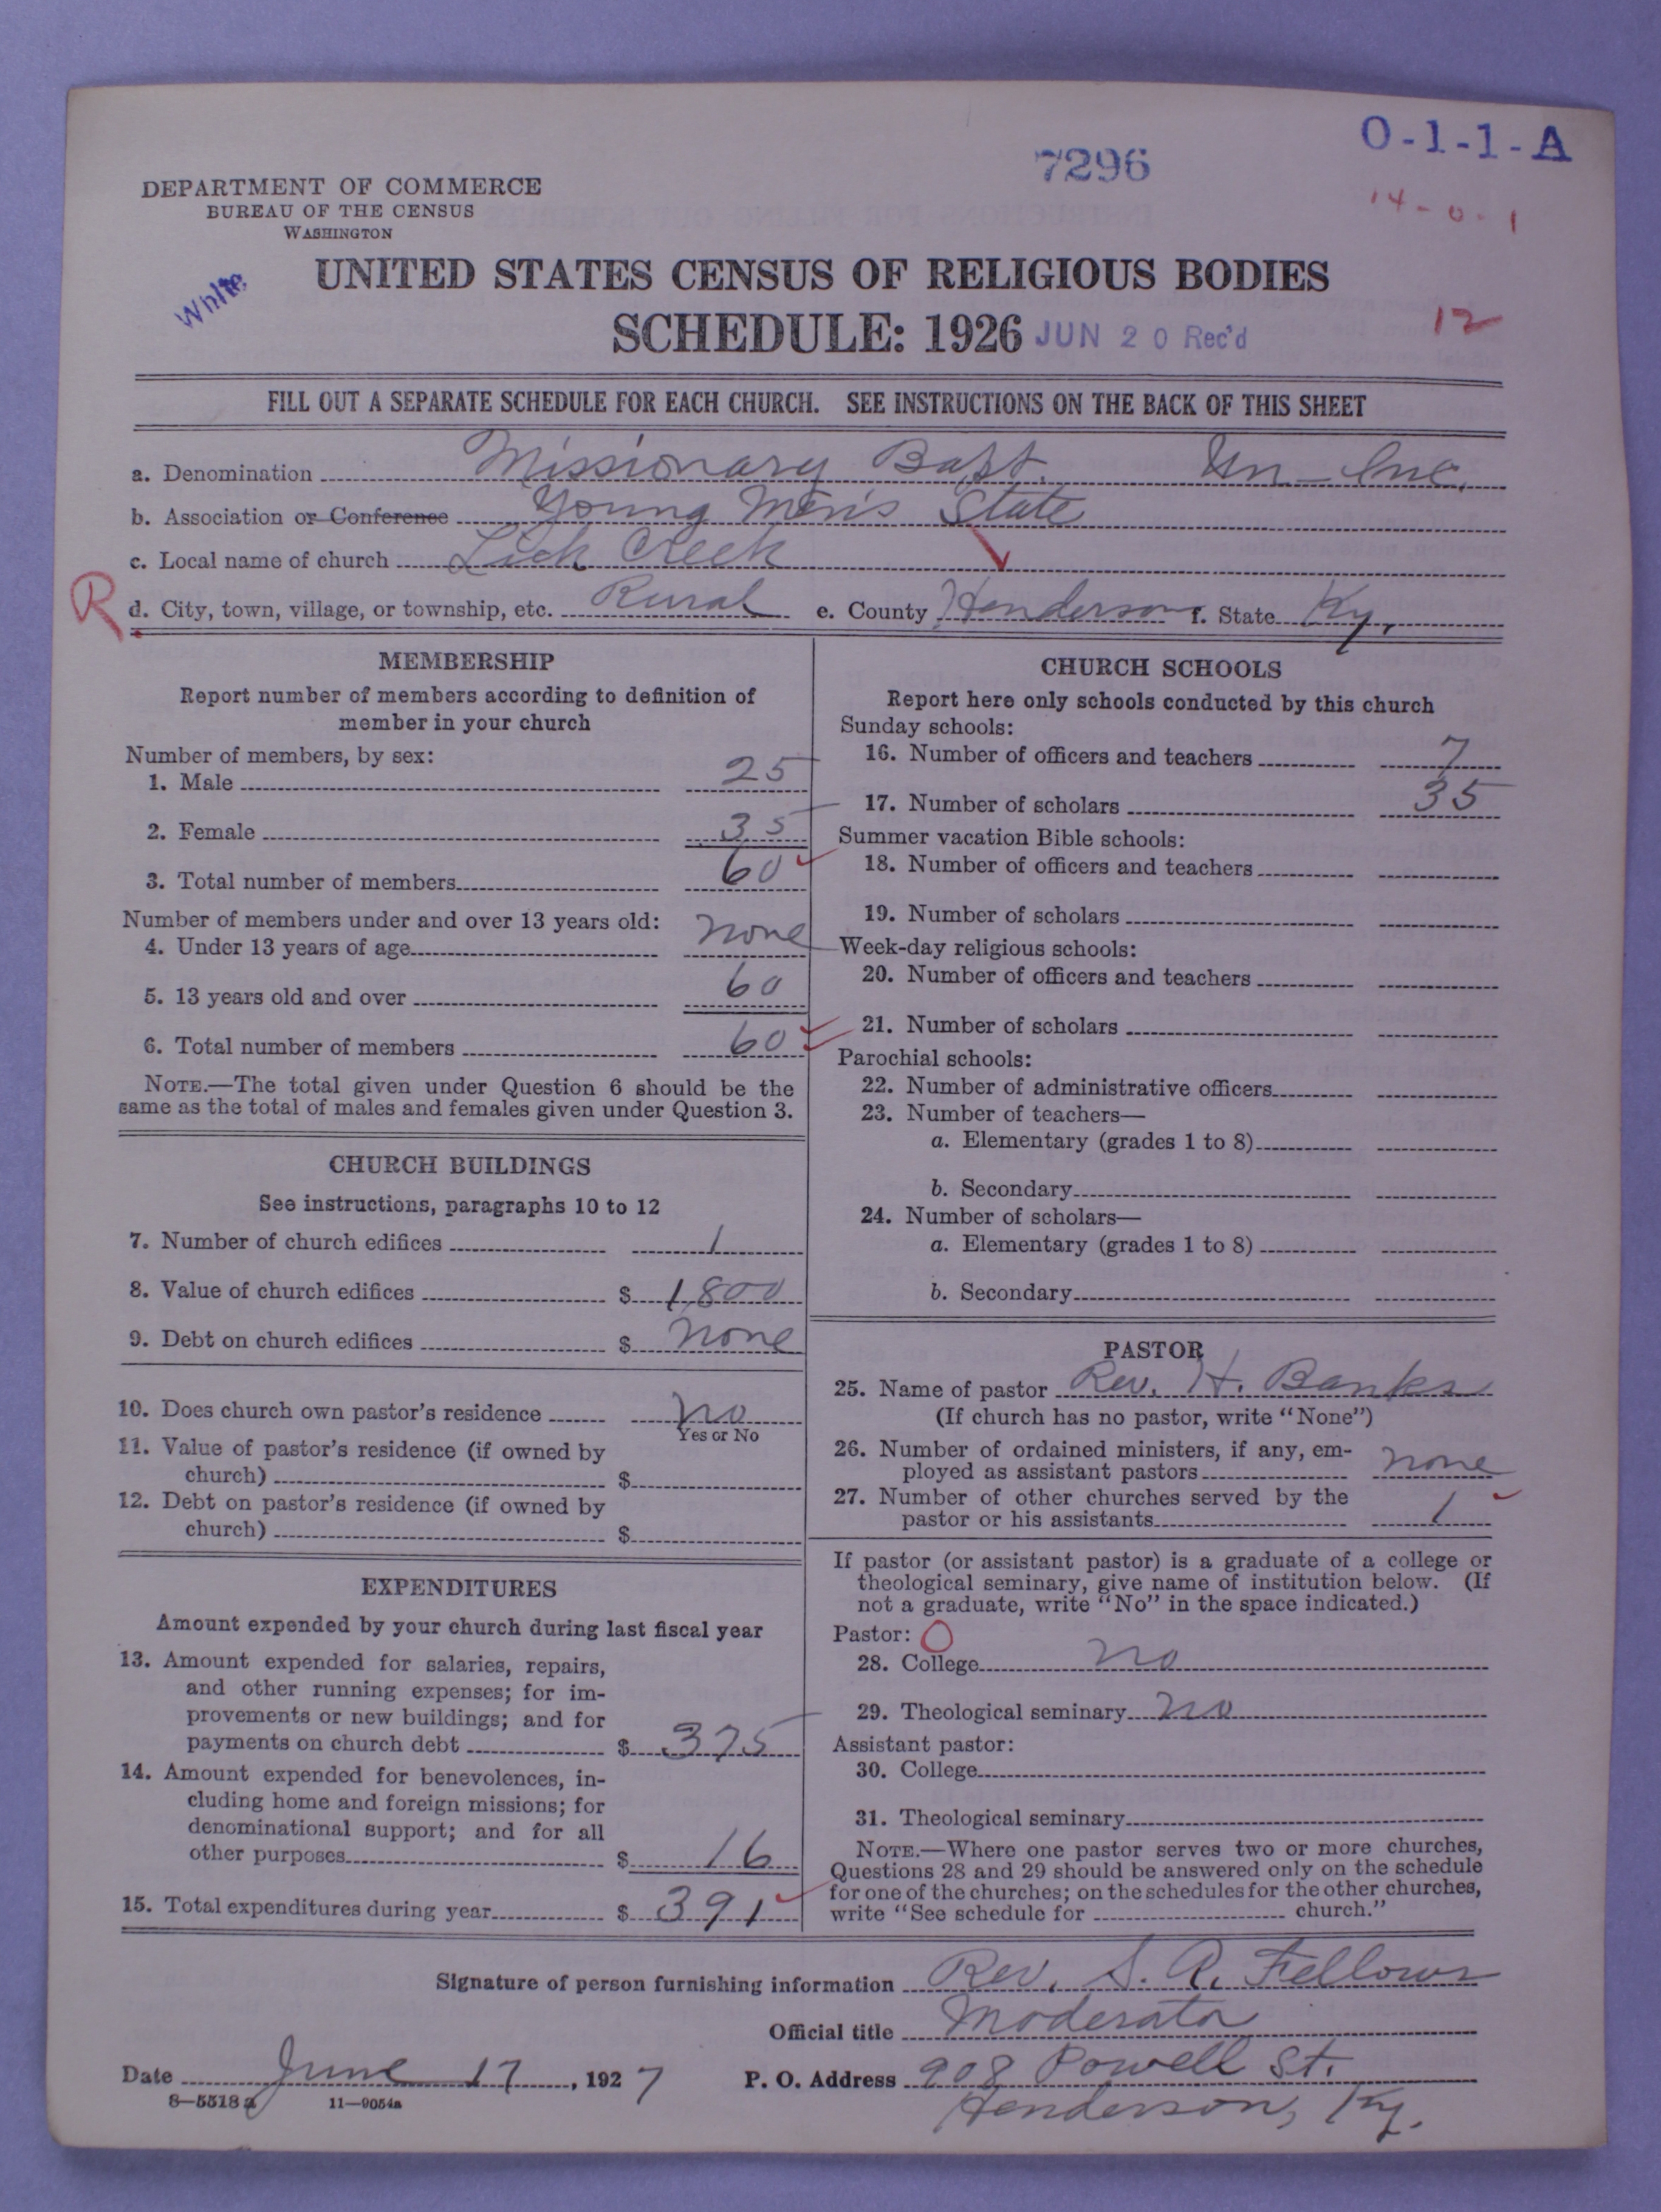 7296
O-1-1-A
14-0-1
DEPARTMENT OF COMMERCE
BUREAU OF THE CENSUS
WASHINGTON
White
UNITED STATES CENSUS OF RELIGIOUS BODIES
SCHEDULE: 1926 JUN 20 Rec'd
12
FILL OUT A SEPARATE SCHEDULE FOR EACH CHURCH. SEE INSTRUCTIONS ON THE BACK OF THIS SHEET
a. Denomination Missionary Bapt. Un-Inc.
b. Association or Conference Young Men's State
c. Local name of church Lick Creek
R
d. City, town, village, or township, etc. Rural e. County Henderson f. State Ky.
MEMBERSHIP
Report number of members according to definition of
member in your church
Number of members, by sex:
1. Male 25
2. Female 35
3. Total number of members 60
Number of members under and over 13 years old:
4. Under 13 years of age none
5. 13 years old and over 60
6. Total number of members 60
NOTE.—The total given under Question 6 should be the
same as the total of males and females given under Question 3.
CHURCH BUILDINGS
See instructions, paragraphs 10 to 12
7. Number of church edifices 1
8. Value of church edifices $ 1800
9. Debt on church edifices $ none
10. Does church own pastor's residence no
Yes or No
11. Value of pastor's residence (if owned by
church) $
12. Debt on pastor's residence (if owned by
church) $
EXPENDITURES
Amount expended by your church during last fiscal year
13. Amount expended for salaries, repairs,
and other running expenses; for im-
provements or new buildings; and for
payments on church debt $ 375
14. Amount expended for benevolences, in-
cluding home and foreign missions; for
denominational support; and for all
other purposes $ 16
15. Total expenditures during year $ 391
CHURCH SCHOOLS
Report here only schools conducted by this church
Sunday schools:
16. Number of officers and teachers 7
17. Number of scholars 35
Summer vacation Bible schools:
18. Number of officers and teachers
19. Number of scholars
Week-day religious schools:
20. Number of officers and teachers
21. Number of scholars
Parochial schools:
22. Number of administrative officers
23. Number of teachers—
a. Elementary (grades 1 to 8)
b. Secondary
24. Number of scholars—
a. Elementary (grades 1 to 8)
b. Secondary
PASTOR
25. Name of pastor Rev. H. Banks
(If church has no pastor, write "None")
26. Number of ordained ministers, if any, em-
ployed as assistant pastors none
27. Number of other churches served by the
pastor or his assistants 1
If pastor (or assistant pastor) is a graduate of a college or
theological seminary, give name of institution below. (If
not a graduate, write "No" in the space indicated.)
Pastor: O
28. College no
29. Theological seminary no
Assistant pastor:
30. College
31. Theological seminary
NOTE.—Where one pastor serves two or more churches,
Questions 28 and 29 should be answered only on the schedule
for one of the churches; on the schedules for the other churches,
write "See schedule for church."
Signature of person furnishing information Rev. S. A. Fellows
Official title Moderator
Date June 17, 1927 P. O. Address 908 Powell St.
8-5518 a 11-9054a Henderson, Ky.